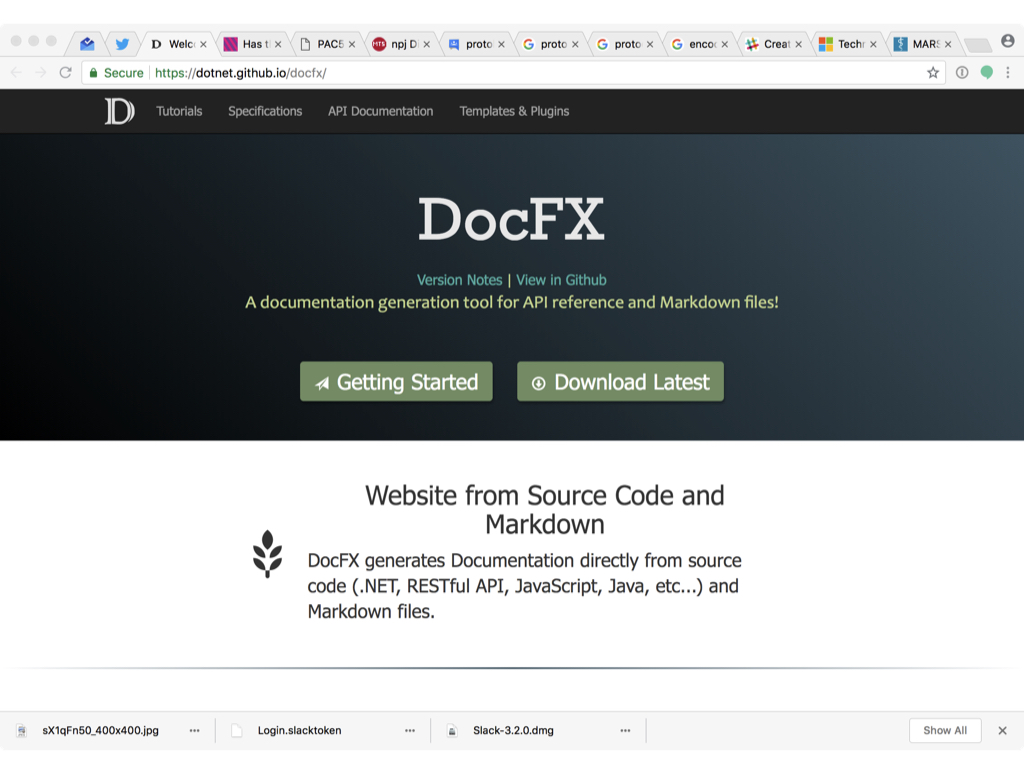 D Welc
Has t
PAC5
MTS npj D
proto
proto
proto
enco
Creat
Techr
MARS
Secure https://dotnet.github.io/docfx/
D Tutorials Specifications API Documentation Templates & Plugins
DocFX
Version Notes | View in Github
A documentation generation tool for API reference and Markdown files!
Getting Started Download Latest
Website from Source Code and
Markdown
DocFX generates Documentation directly from source
code (.NET, RESTful API, JavaScript, Java, etc...) and
Markdown files.
sX1qFn50_400x400.jpg Login.slacktoken Slack-3.2.0.dmg Show All